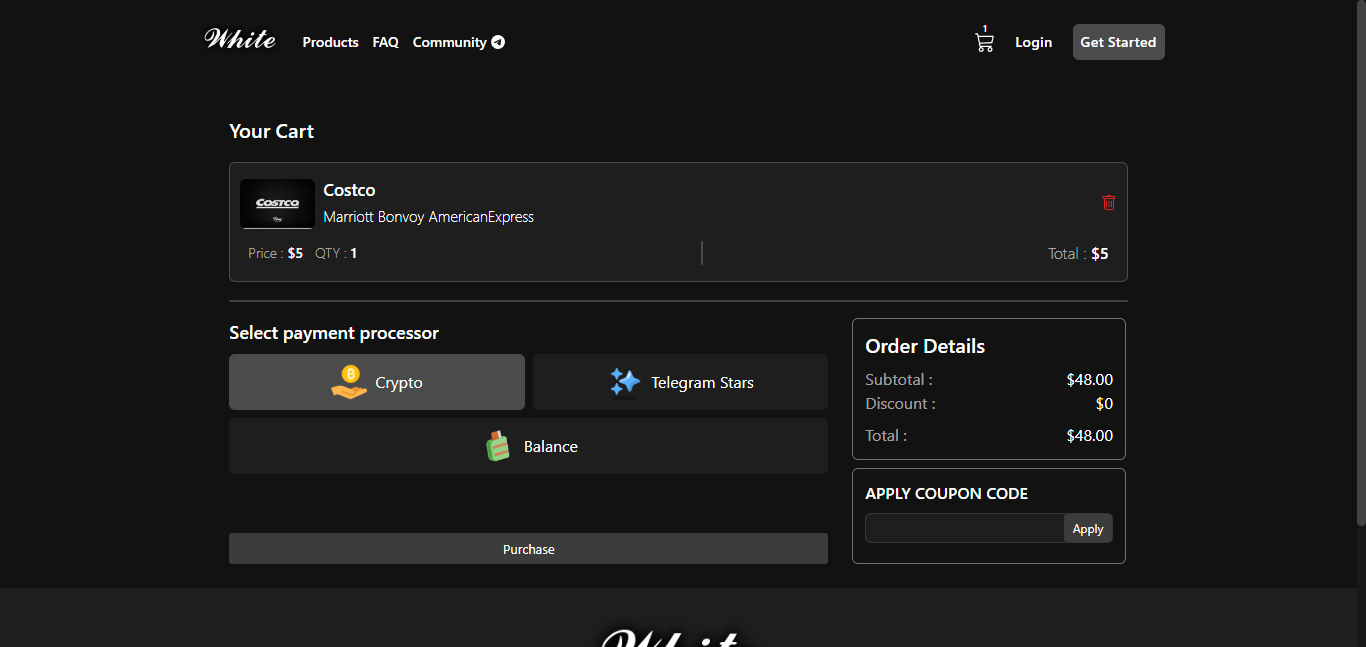 White Products FAQ Community 1 Login Get Started
Your Cart
COSTCO
Costco
Marriott Bonvoy AmericanExpress
Price : $5 QTY : 1 Total : $5
Select payment processor
Crypto Telegram Stars
Balance
Purchase
Order Details
Subtotal : $48.00
Discount : $0
Total : $48.00
APPLY COUPON CODE
Apply
White